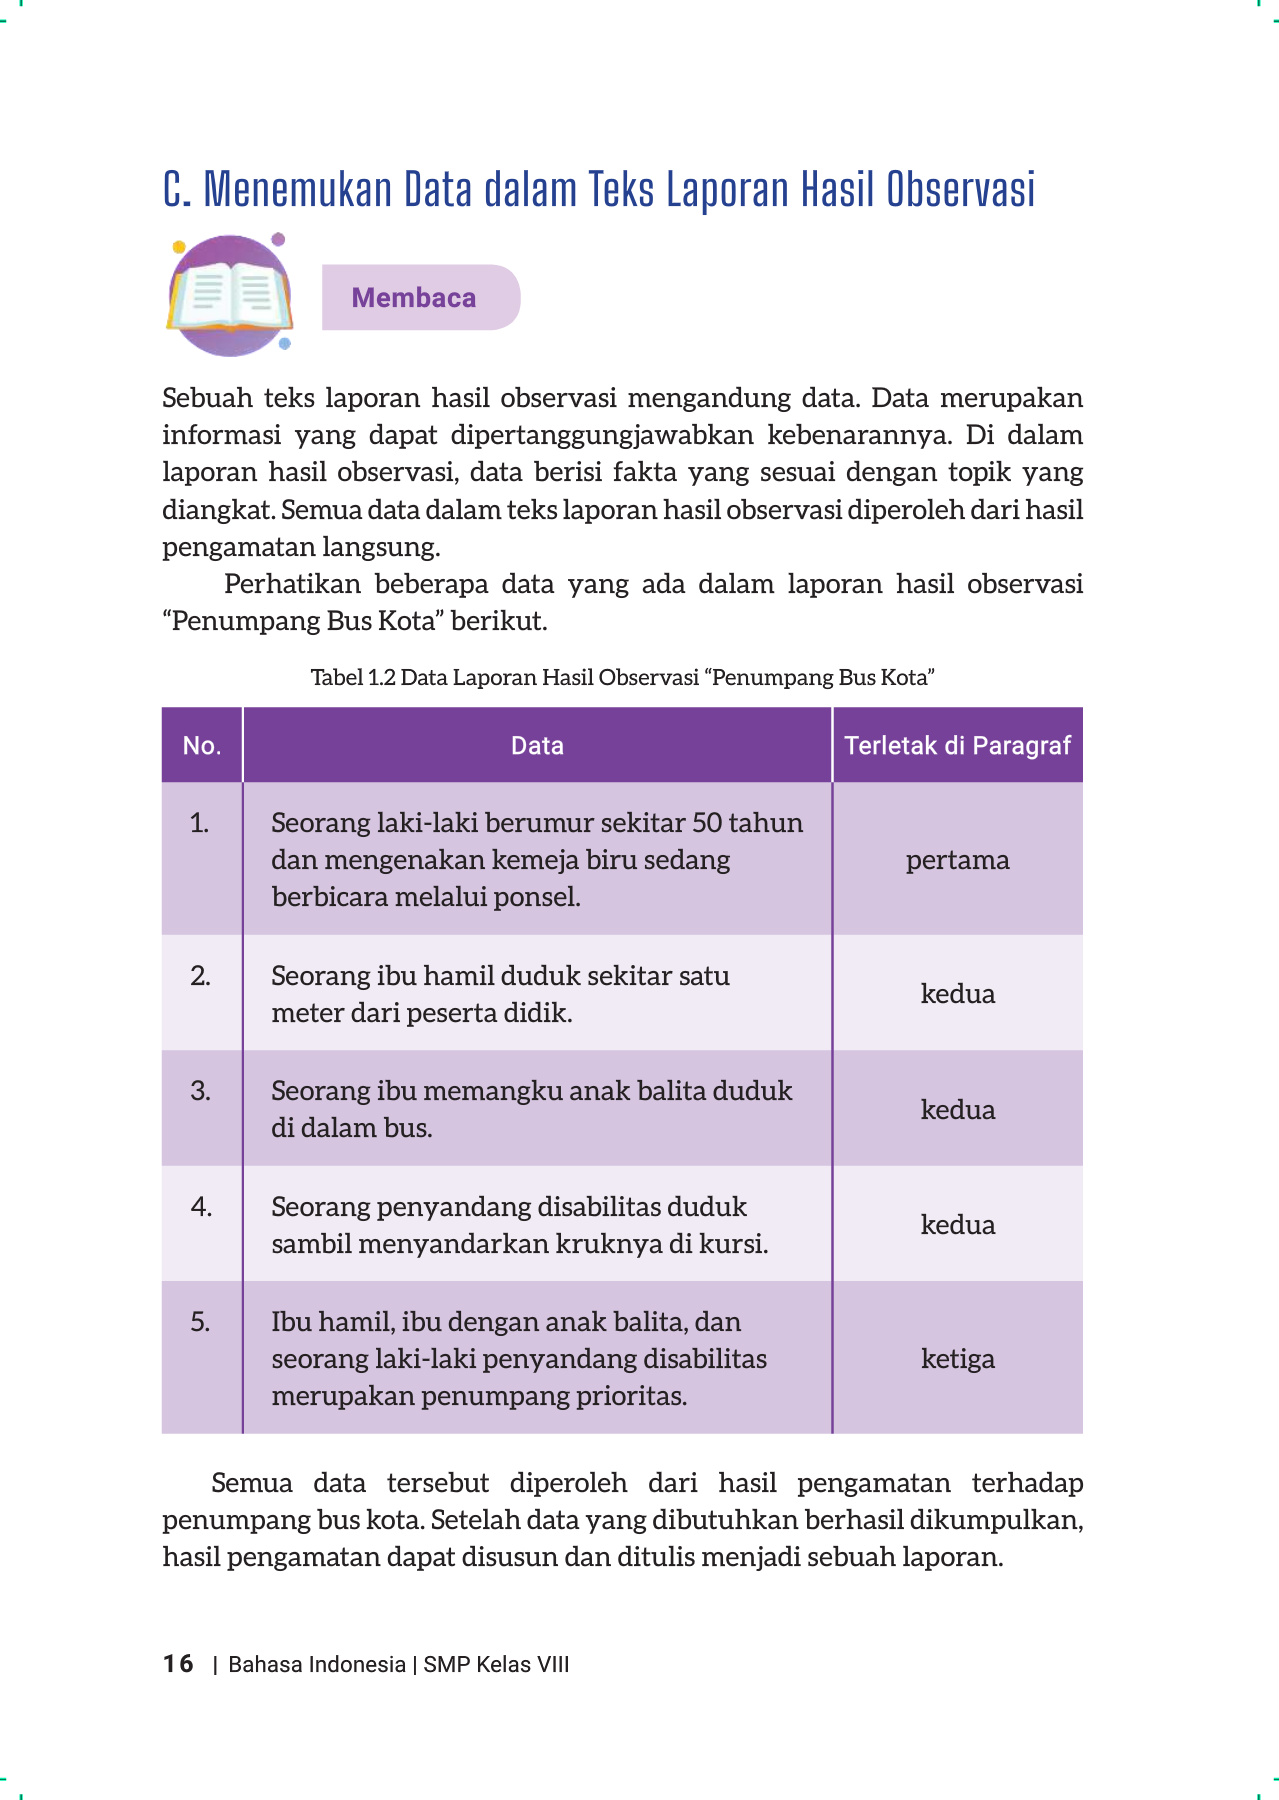 C. Menemukan Data dalam Teks Laporan Hasil Observasi
Membaca
Sebuah teks laporan hasil observasi mengandung data. Data merupakan
informasi yang dapat dipertanggungjawabkan kebenarannya. Di dalam
laporan hasil observasi, data berisi fakta yang sesuai dengan topik yang
diangkat. Semua data dalam teks laporan hasil observasi diperoleh dari hasil
pengamatan langsung.
Perhatikan beberapa data yang ada dalam laporan hasil observasi
“Penumpang Bus Kota” berikut.
Tabel 1.2 Data Laporan Hasil Observasi “Penumpang Bus Kota”
No. Data Terletak di Paragraf
1. Seorang laki-laki berumur sekitar 50 tahun
dan mengenakan kemeja biru sedang pertama
berbicara melalui ponsel.
2. Seorang ibu hamil duduk sekitar satu
meter dari peserta didik.
kedua
3. Seorang ibu memangku anak balita duduk
di dalam bus.
kedua
4. Seorang penyandang disabilitas duduk
sambil menyandarkan kruknya di kursi.
kedua
5. Ibu hamil, ibu dengan anak balita, dan
seorang laki-laki penyandang disabilitas ketiga
merupakan penumpang prioritas.
Semua data tersebut diperoleh dari hasil pengamatan terhadap
penumpang bus kota. Setelah data yang dibutuhkan berhasil dikumpulkan,
hasil pengamatan dapat disusun dan ditulis menjadi sebuah laporan.
16 | Bahasa Indonesia | SMP Kelas VIII